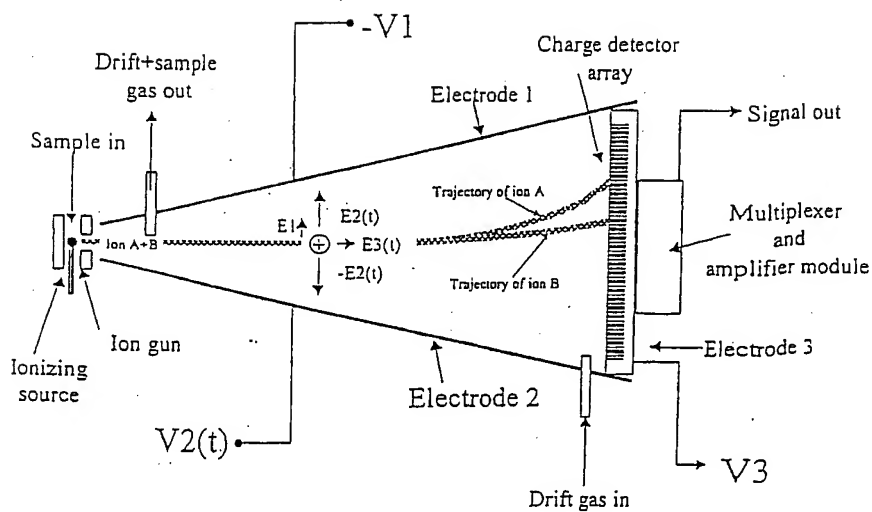 -V1
Drift+sample
gas out
Charge detector
array
Electrode 1
Signal out
Sample in
Trajectory of ion A
E2(t)
E1
Ion A+B
E3(t)
-E2(t)
Multiplexer
and
amplifier module
Trajectory of ion B
Ion gun
Ionizing
source
Electrode 3
Electrode 2
V2(t)
V3
Drift gas in